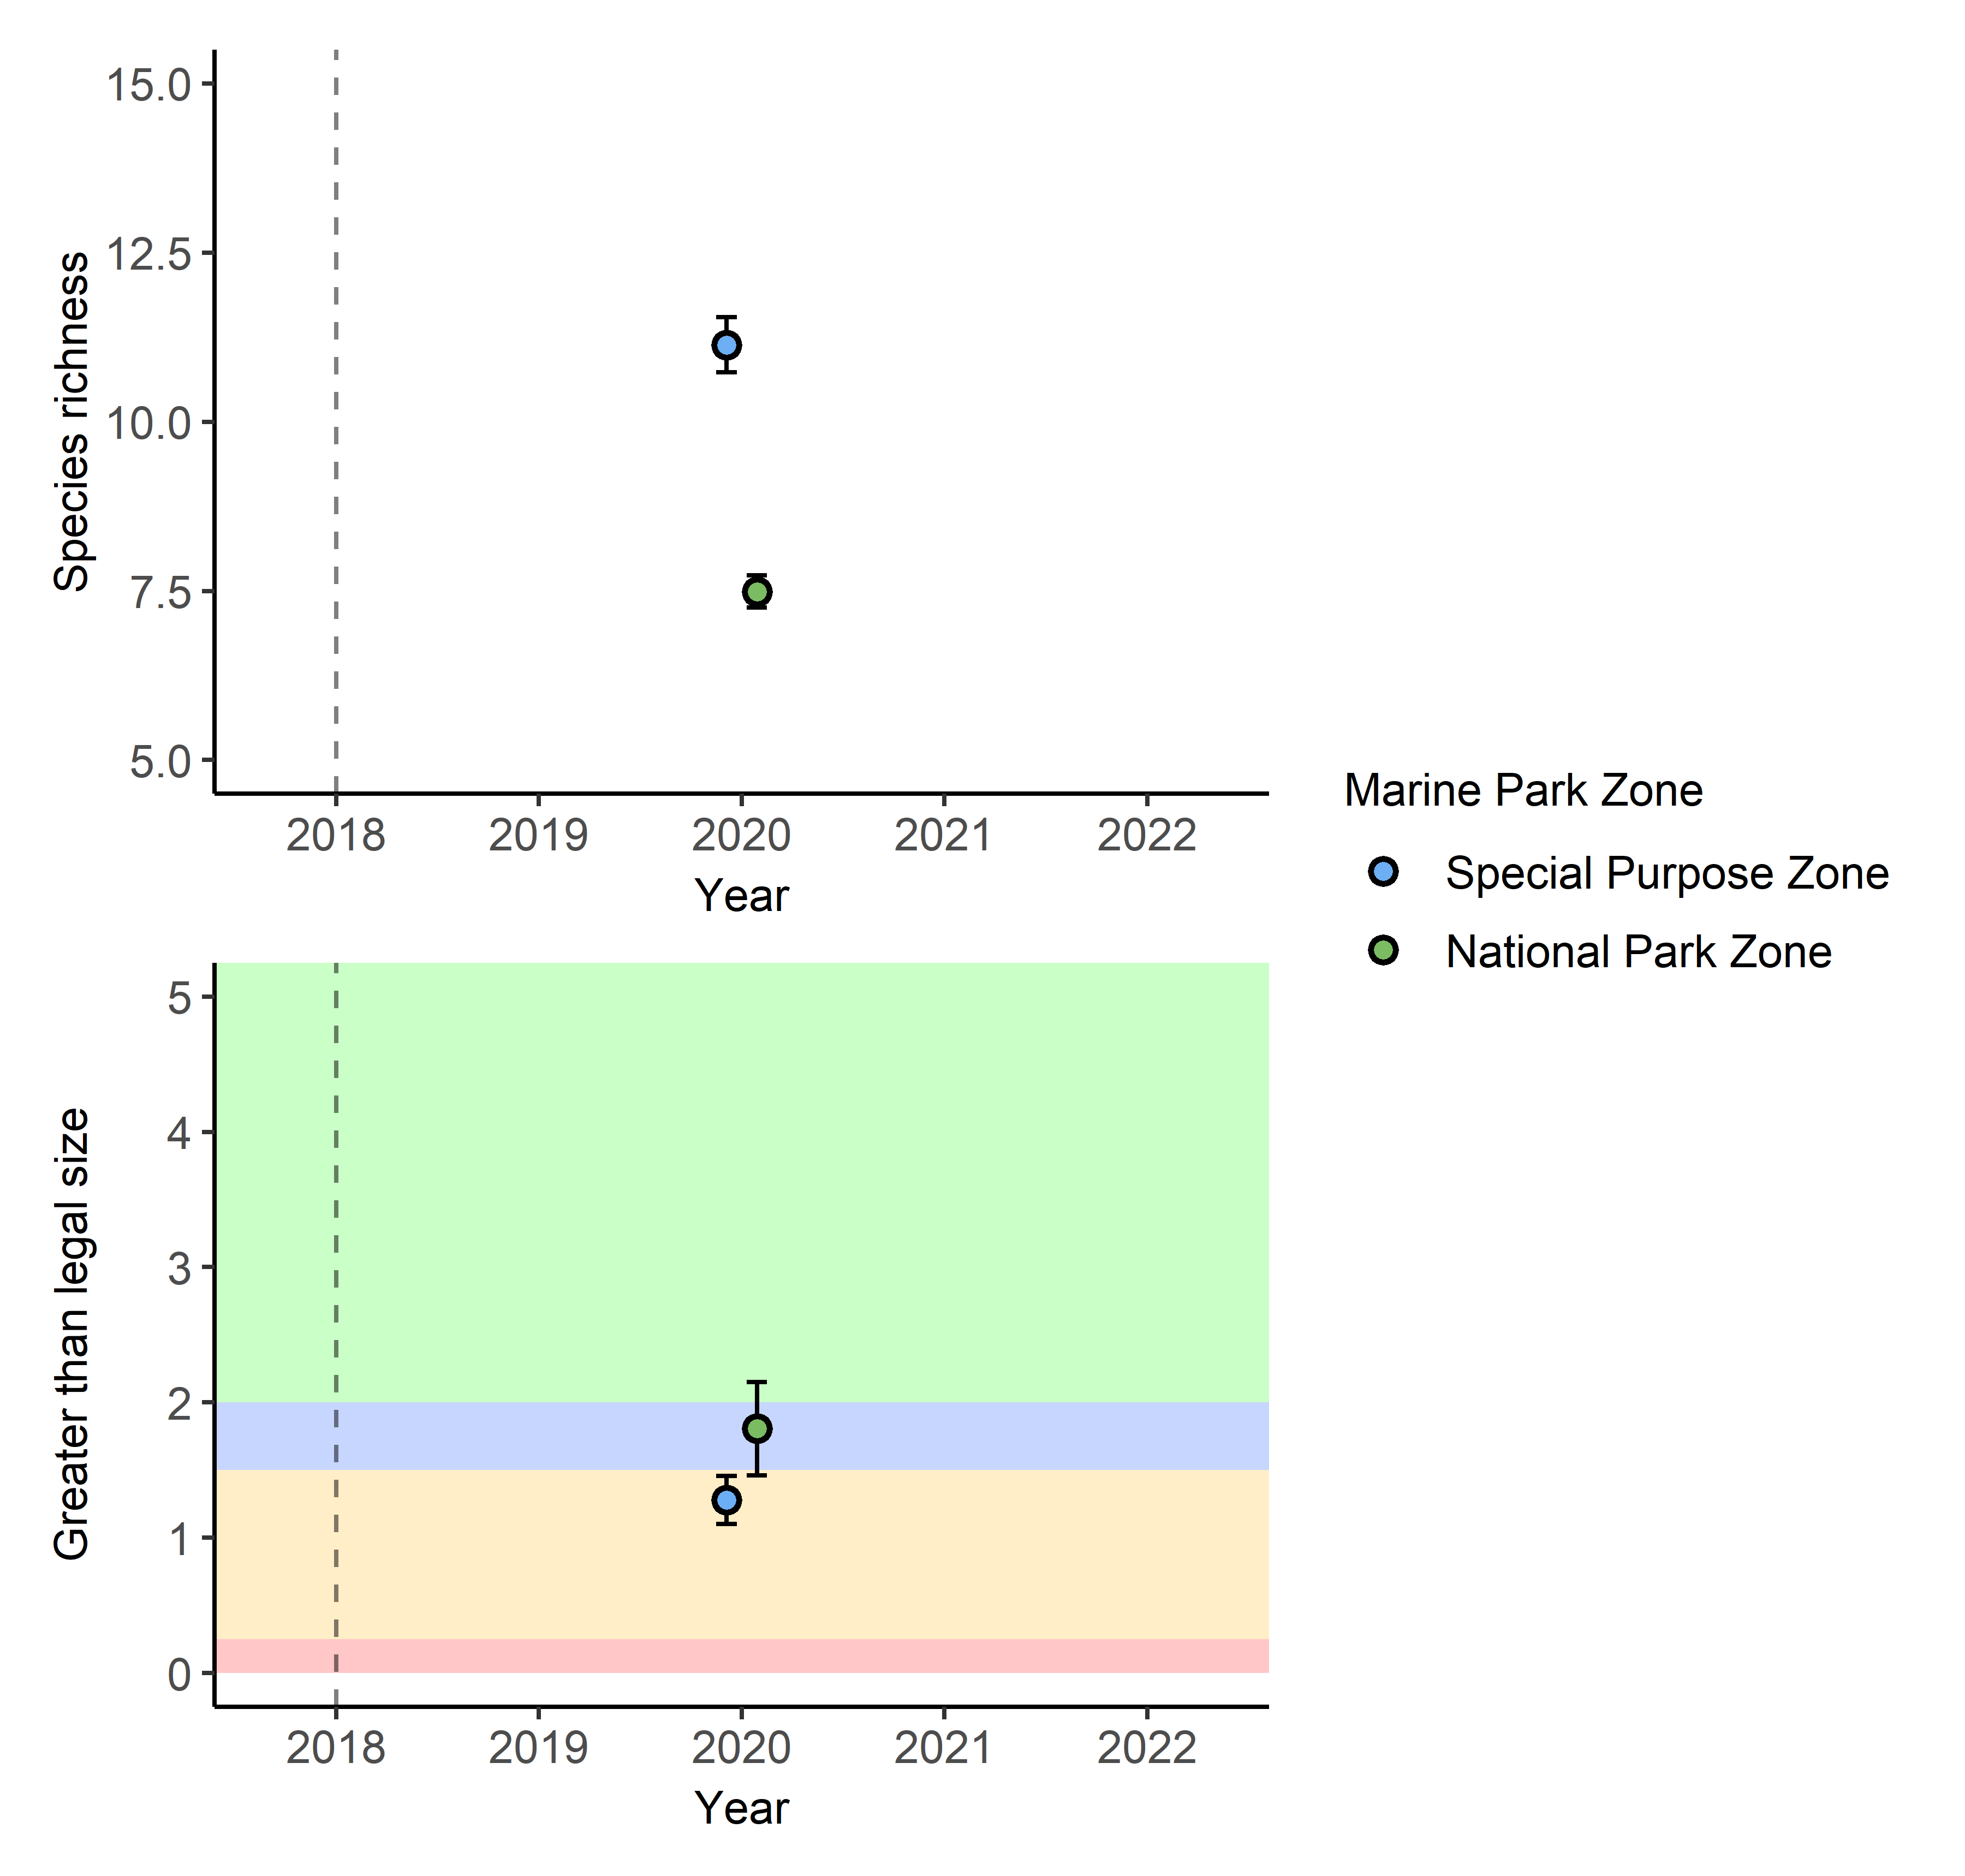 15.0
12.5
10.0
7.5
5.0
Species richness
2018 2019 2020 2021 2022
Year
Marine Park Zone
Special Purpose Zone
National Park Zone
5
4
3
2
1
0
Greater than legal size
2018 2019 2020 2021 2022
Year